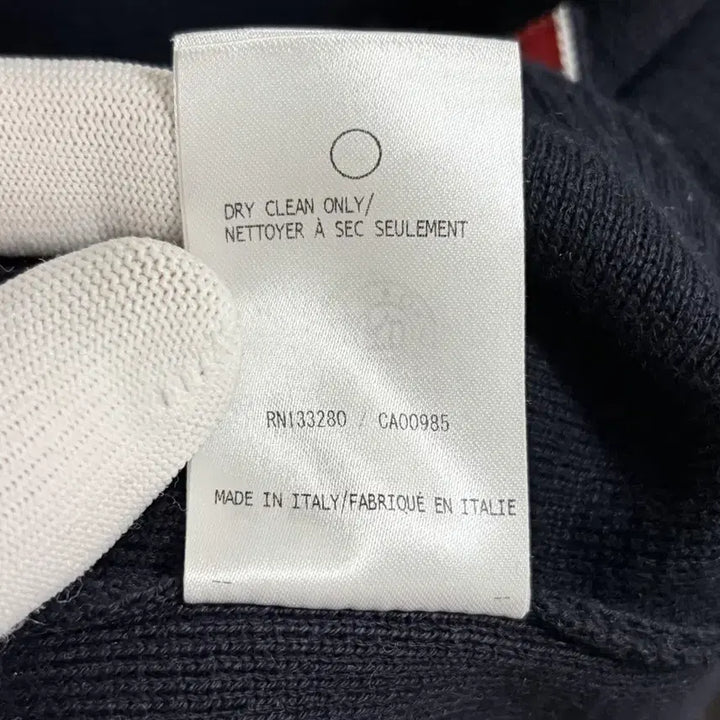 DRY CLEAN ONLY/
NETTOYER À SEC SEULEMENT
RN133280 / CA00985
MADE IN ITALY/FABRIQUÉ EN ITALIE